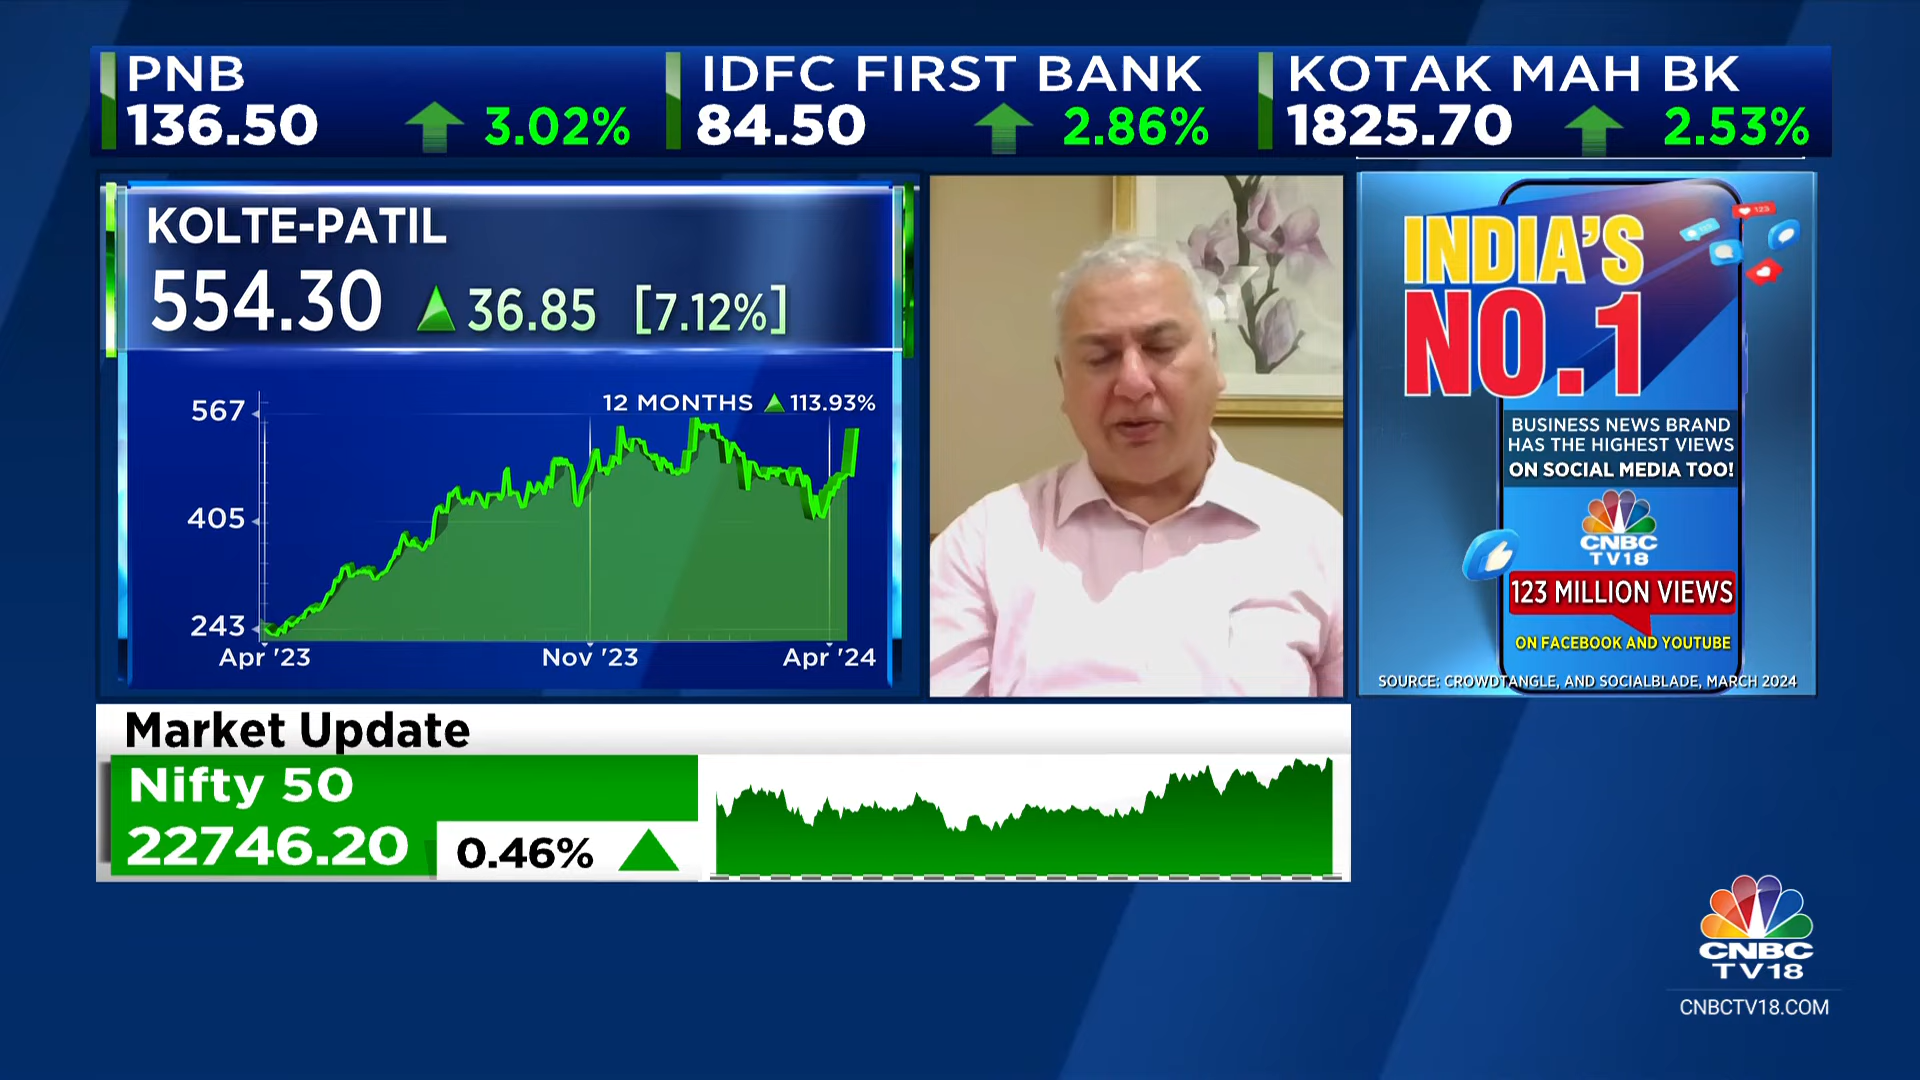 PNB
136.50 3.02%
IDFC FIRST BANK
84.50 2.86%
KOTAK MAH BK
1825.70 2.53%
KOLTE-PATIL
554.30 36.85 [7.12%]
12 MONTHS 113.93%
567
405
243
Apr '23 Nov '23 Apr '24
INDIA'S
NO.1
BUSINESS NEWS BRAND
HAS THE HIGHEST VIEWS
ON SOCIAL MEDIA TOO!
CNBC
TV18
123 MILLION VIEWS
ON FACEBOOK AND YOUTUBE
SOURCE: CROWDTANGLE, AND SOCIALBLADE, MARCH 2024
123
Market Update
Nifty 50
22746.20 0.46%
CNBC
TV18
CNBCTV18.COM